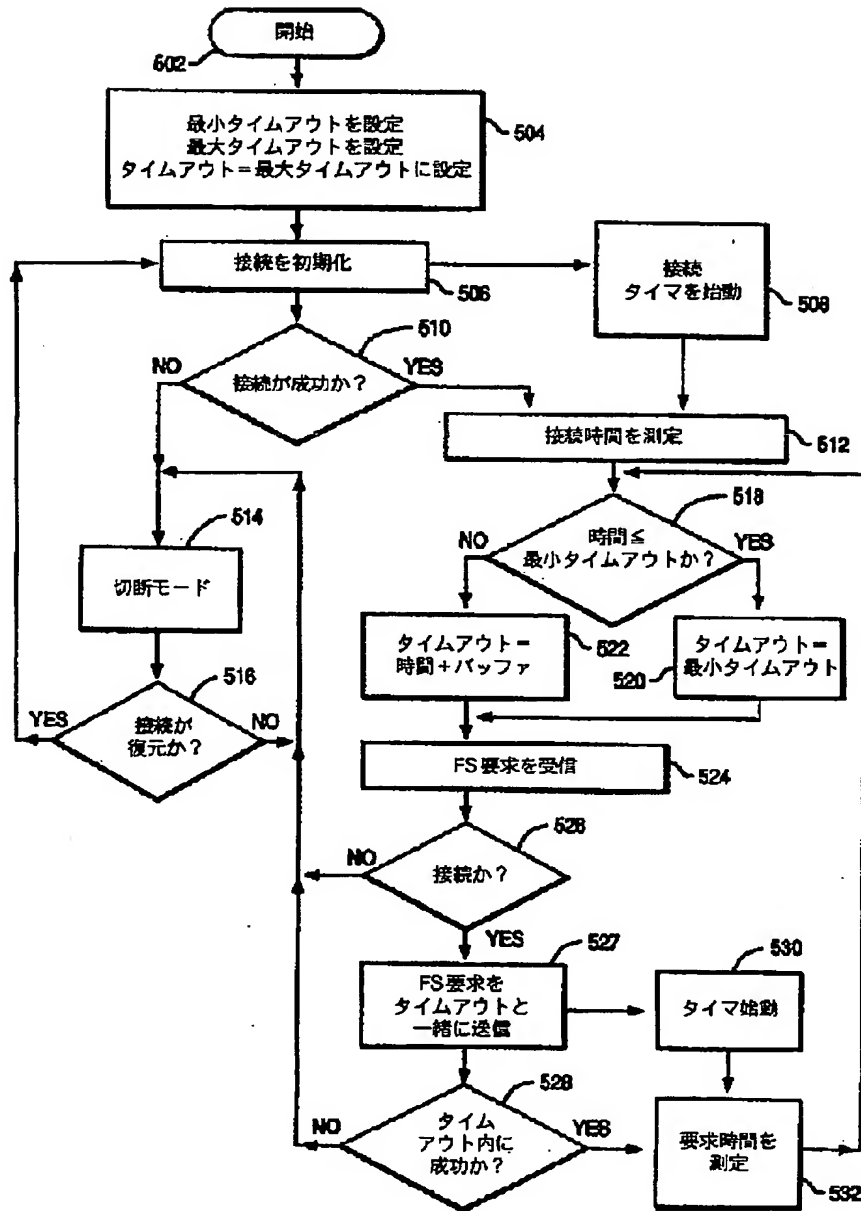 開始
502
最小タイムアウトを設定
最大タイムアウトを設定
タイムアウト=最大タイムアウトに設定
504
接続を初期化
506
接続
タイマを始動
508
510
NO
YES
接続が成功か?
接続時間を測定
512
514
切断モード
518
NO
YES
時間≦
最小タイムアウトか?
タイムアウト=
時間+バッファ
522
タイムアウト=
最小タイムアウト
520
516
YES
NO
接続が
復元か?
FS要求を受信
524
526
NO
接続か?
YES
527
FS要求を
タイムアウトと
一緒に送信
530
タイマ始動
528
NO
YES
タイム
アウト内に
成功か?
要求時間を
測定
532